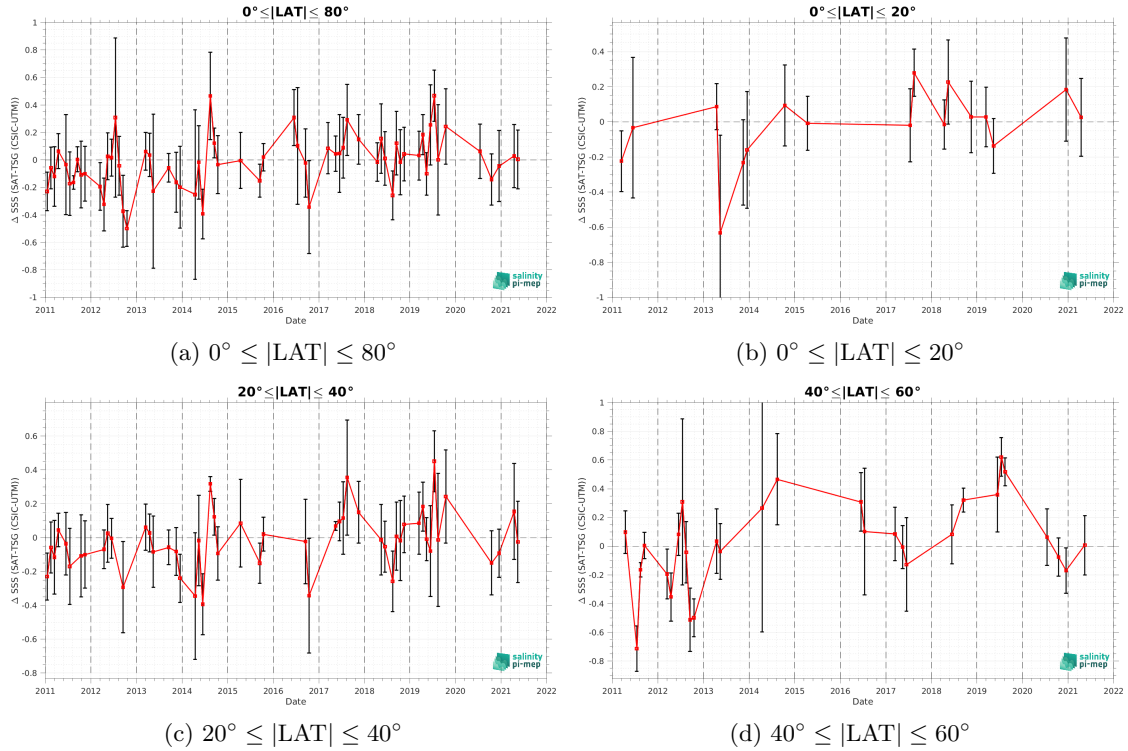 0°≤|LAT|≤ 80°
Δ SSS (SAT-TSG (CSIC-UTM))
1
0.8
0.6
0.4
0.2
0
-0.2
-0.4
-0.6
-0.8
-1
2011 2012 2013 2014 2015 2016 2017 2018 2019 2020 2021 2022
Date
salinity
pi-mep
(a) 0° ≤ |LAT| ≤ 80°
0°≤|LAT|≤ 20°
Δ SSS (SAT-TSG (CSIC-UTM))
0.4
0.2
0
-0.2
-0.4
-0.6
-0.8
-1
2011 2012 2013 2014 2015 2016 2017 2018 2019 2020 2021 2022
Date
salinity
pi-mep
(b) 0° ≤ |LAT| ≤ 20°
20°≤|LAT|≤ 40°
Δ SSS (SAT-TSG (CSIC-UTM))
0.6
0.4
0.2
0
-0.2
-0.4
-0.6
-0.8
2011 2012 2013 2014 2015 2016 2017 2018 2019 2020 2021 2022
Date
salinity
pi-mep
(c) 20° ≤ |LAT| ≤ 40°
40°≤|LAT|≤ 60°
Δ SSS (SAT-TSG (CSIC-UTM))
1
0.8
0.6
0.4
0.2
0
-0.2
-0.4
-0.6
-0.8
2011 2012 2013 2014 2015 2016 2017 2018 2019 2020 2021 2022
Date
salinity
pi-mep
(d) 40° ≤ |LAT| ≤ 60°